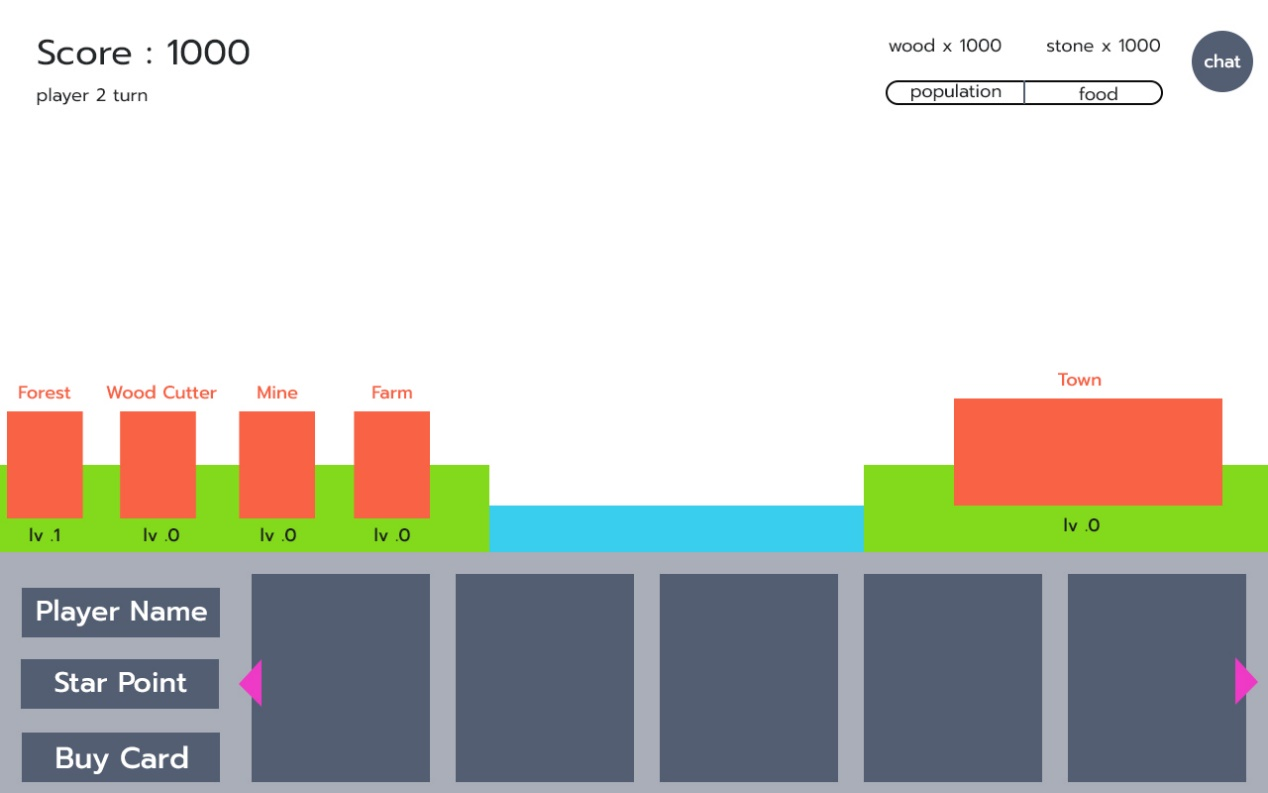 Score : 1000
player 2 turn
wood x 1000
stone x 1000
chat
population
food
Forest
Wood Cutter
Mine
Farm
Town
lv .1
lv .0
lv .0
lv .0
lv .0
Player Name
Star Point
Buy Card